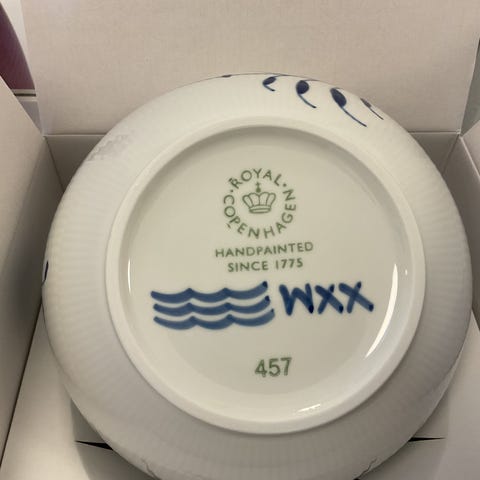 ROYAL COPENHAGEN
HANDPAINTED
SINCE 1775
WXX
457